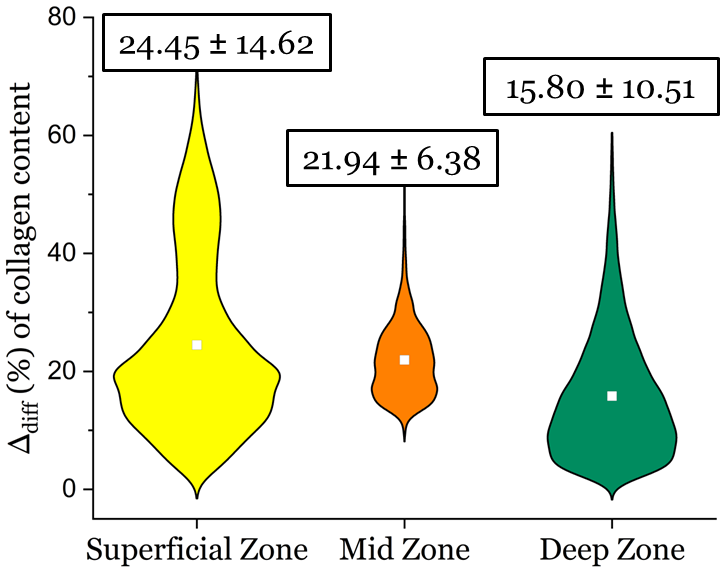 80
60
40
20
0
Δdiff (%) of collagen content
24.45 ± 14.62
21.94 ± 6.38
15.80 ± 10.51
Superficial Zone
Mid Zone
Deep Zone